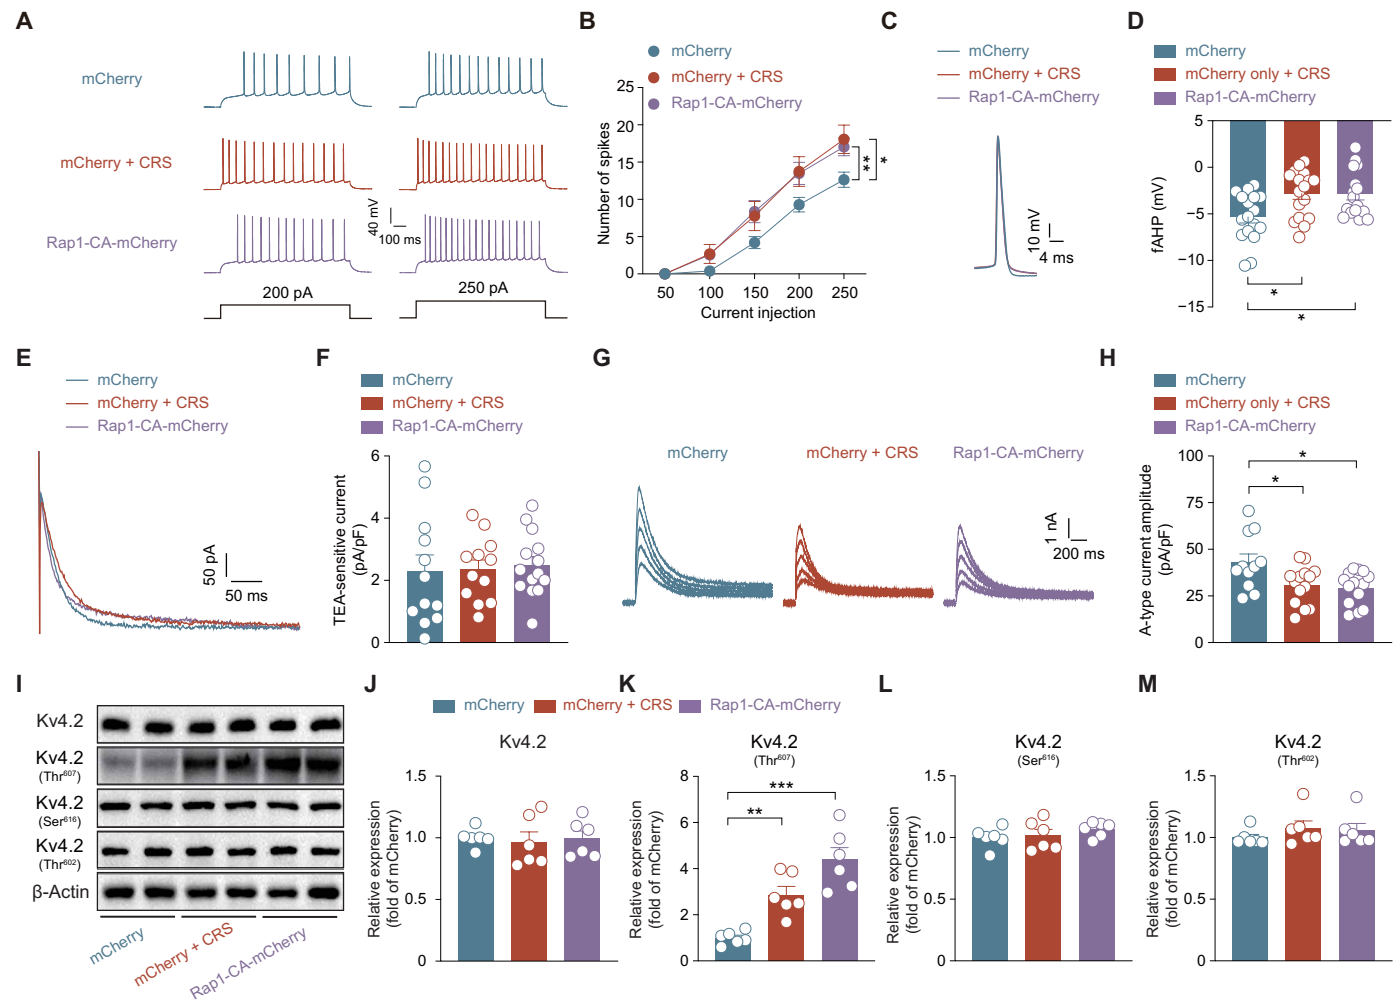 A
mCherry
mCherry + CRS
Rap1-CA-mCherry
40 mV
100 ms
200 pA
250 pA
B
mCherry
mCherry + CRS
Rap1-CA-mCherry
Number of spikes
25
20
15
10
5
0
**
*
50 100 150 200 250
Current injection
C
mCherry
mCherry + CRS
Rap1-CA-mCherry
10 mV
4 ms
D
mCherry
mCherry only + CRS
Rap1-CA-mCherry
fAHP (mV)
5
0
−5
−10
−15
*
*
E
mCherry
mCherry + CRS
Rap1-CA-mCherry
50 pA
50 ms
F
mCherry
mCherry + CRS
Rap1-CA-mCherry
TEA-sensitive current
(pA/pF)
6
4
2
0
G
mCherry
mCherry + CRS
Rap1-CA-mCherry
1 nA
200 ms
H
mCherry
mCherry only + CRS
Rap1-CA-mCherry
A-type current amplitude
(pA/pF)
100
75
50
25
0
*
*
I
Kv4.2
Kv4.2
(Thr607)
Kv4.2
(Ser616)
Kv4.2
(Thr602)
β-Actin
mCherry
mCherry + CRS
Rap1-CA-mCherry
J
mCherry
mCherry + CRS
Rap1-CA-mCherry
Kv4.2
Relative expression
(fold of mCherry)
1.5
1.0
0.5
0
K
Kv4.2
(Thr607)
Relative expression
(fold of mCherry)
8
6
4
2
0
***
**
L
Kv4.2
(Ser616)
Relative expression
(fold of mCherry)
1.5
1.0
0.5
0
M
Kv4.2
(Thr602)
Relative expression
(fold of mCherry)
1.5
1.0
0.5
0